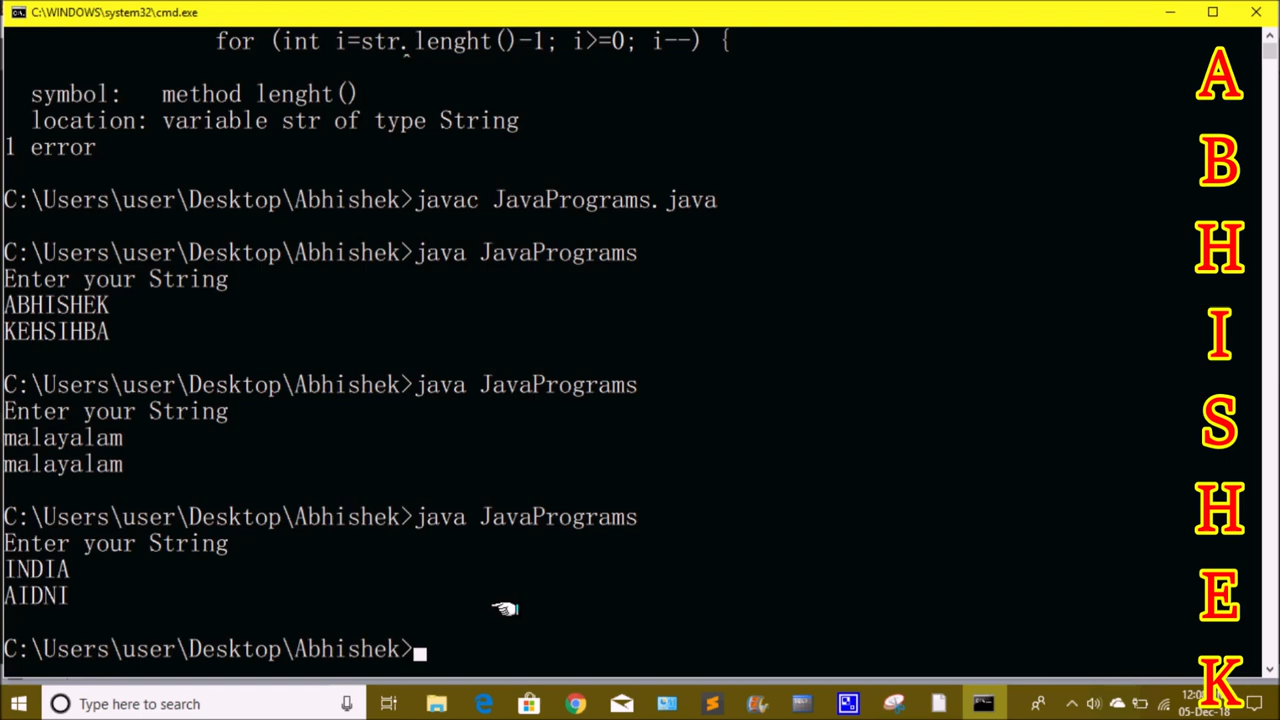 C:\WINDOWS\system32\cmd.exe
for (int i=str.lenght()-1; i>=0; i--) {
^
symbol:   method lenght()
location: variable str of type String
1 error
C:\Users\user\Desktop\Abhishek>javac JavaPrograms.java
C:\Users\user\Desktop\Abhishek>java JavaPrograms
Enter your String
ABHISHEK
KEHSIHBA
C:\Users\user\Desktop\Abhishek>java JavaPrograms
Enter your String
malayalam
malayalam
C:\Users\user\Desktop\Abhishek>java JavaPrograms
Enter your String
INDIA
AIDNI
C:\Users\user\Desktop\Abhishek>
A
B
H
I
S
H
E
K
Type here to search
05-Dec-18